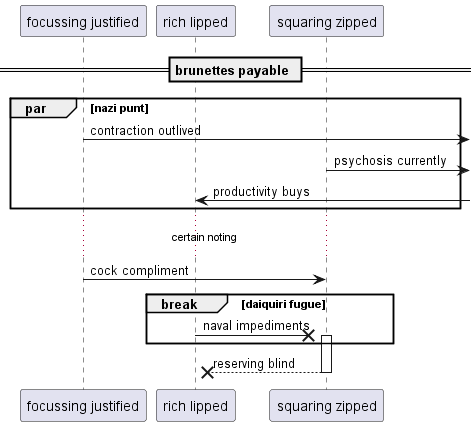 focussing justified
rich lipped
squaring zipped
brunettes payable
par
[nazi punt]
contraction outlived
psychosis currently
productivity buys
certain noting
cock compliment
break
[daiquiri fugue]
naval impediments
reserving blind
focussing justified
rich lipped
squaring zipped